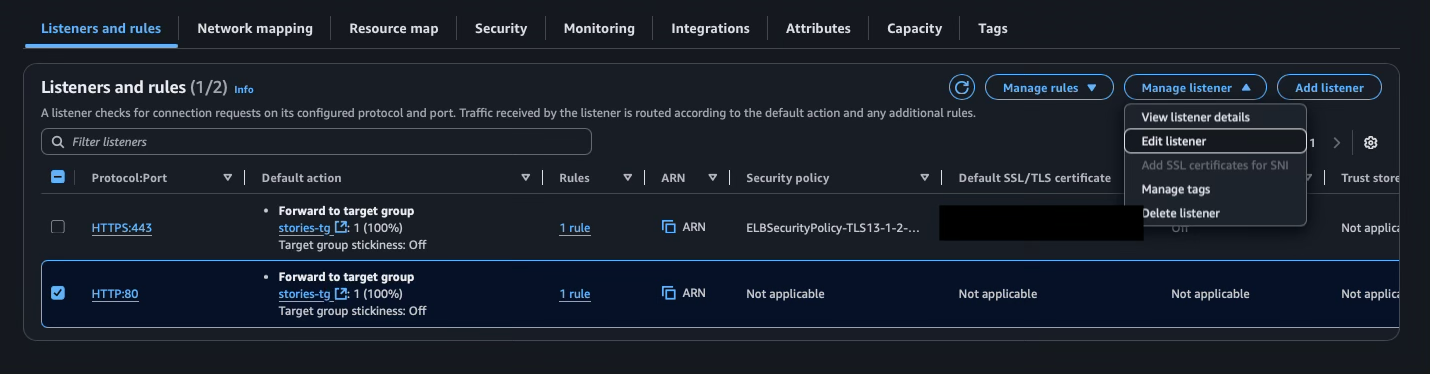 Listeners and rules Network mapping Resource map Security Monitoring Integrations Attributes Capacity Tags
Listeners and rules (1/2) Info
Manage rules Manage listener Add listener
A listener checks for connection requests on its configured protocol and port. Traffic received by the listener is routed according to the default action and any additional rules.
View listener details
Edit listener
Add SSL certificates for SNI
Manage tags
Delete listener
Filter listeners
1
Protocol:Port Default action Rules ARN Security policy Default SSL/TLS certificate Trust store
HTTPS:443
Forward to target group
stories-tg: 1 (100%)
Target group stickiness: Off
1 rule ARN ELBSecurityPolicy-TLS13-1-2-... Off Not applica
HTTP:80
Forward to target group
stories-tg: 1 (100%)
Target group stickiness: Off
1 rule ARN Not applicable Not applicable Not applicable Not applica